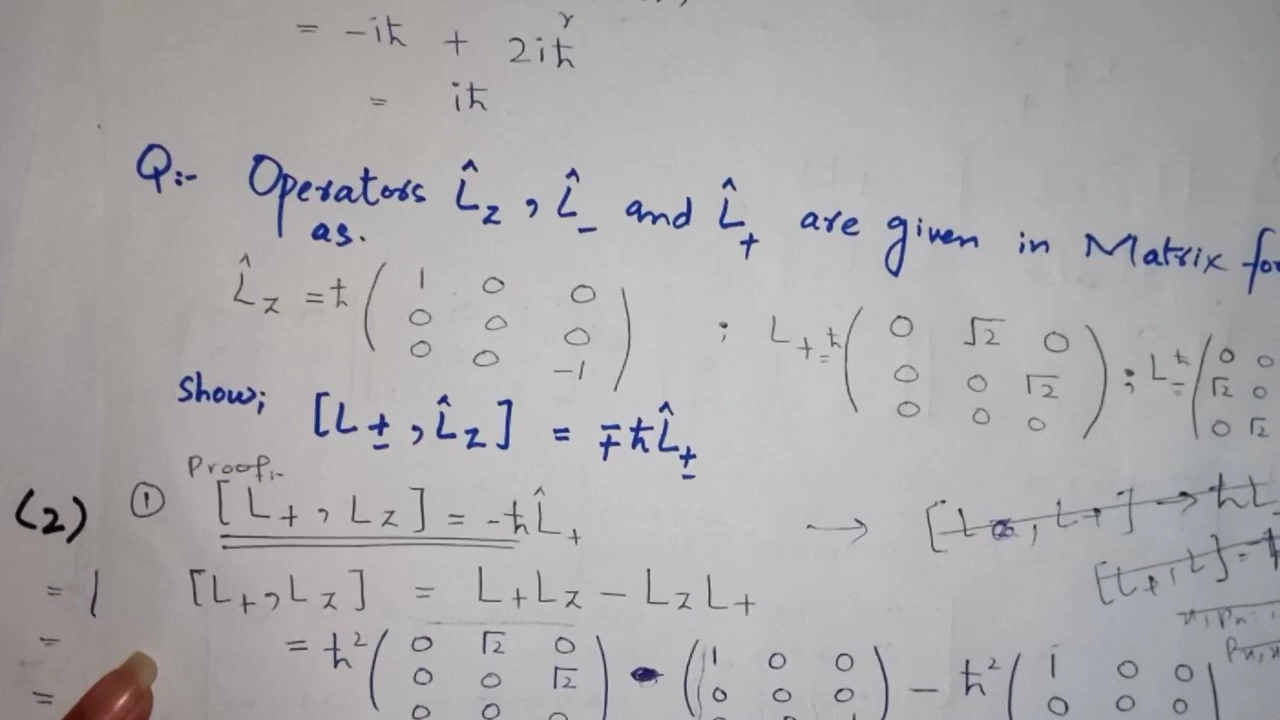 = -iħ + 2iħ
= iħ
Q:- Operators L̂z, L̂- and L̂+ are given in Matrix for
as.
L̂z = ħ ( 1 0 0 ; L+ = ħ ( 0 √2 0 ; L- = ħ ( 0 0
0 0 0 0 0 √2 √2 0
0 0 -1 ) 0 0 0 ) 0 √2
Show; [L±, L̂z] = ∓ħL̂±
Proof:-
(2) ① [L+, Lz] = -ħL̂+ →
= 1 [L+, Lz] = L+Lz - LzL+
= = ħ² ( 0 √2 0 ) • ( 1 0 0 ) - ħ² ( 1 0 0
= 0 0 √2 0 0 0 0 0 0